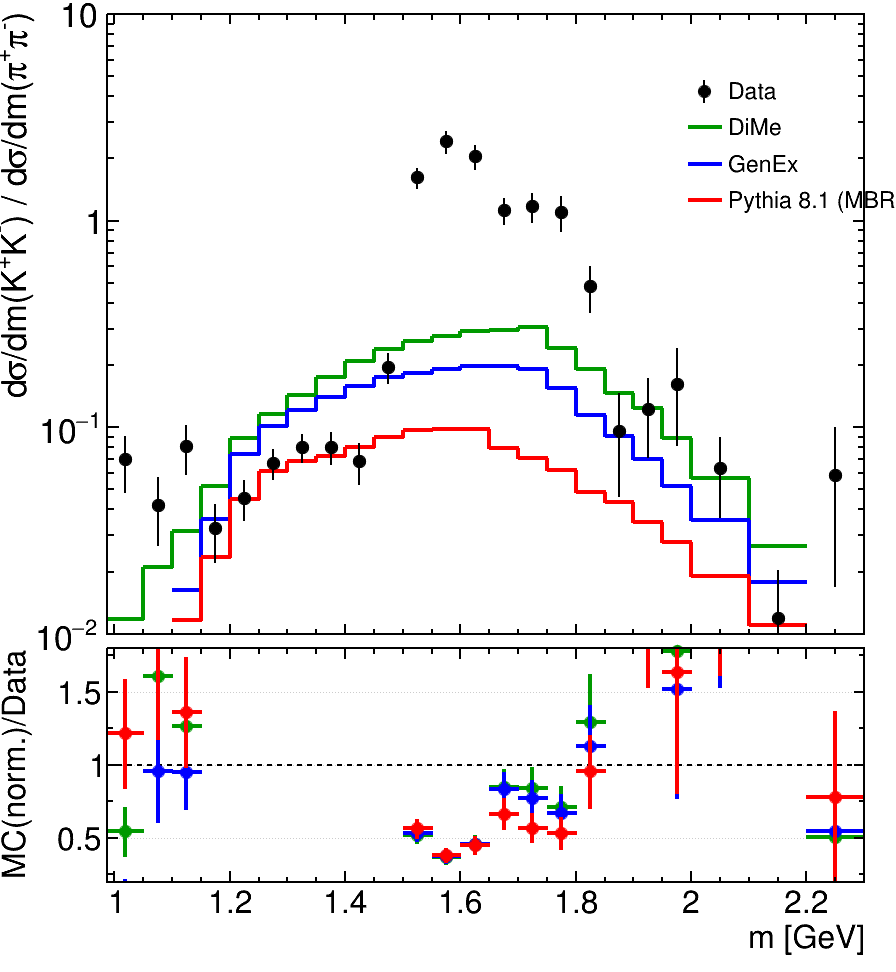 dσ/dm(K⁺K⁻) / dσ/dm(π⁺π⁻)
10
1
10⁻¹
10⁻²
Data
DiMe
GenEx
Pythia 8.1 (MBR
MC(norm.)/Data
1.5
1
0.5
1 1.2 1.4 1.6 1.8 2 2.2
m [GeV]